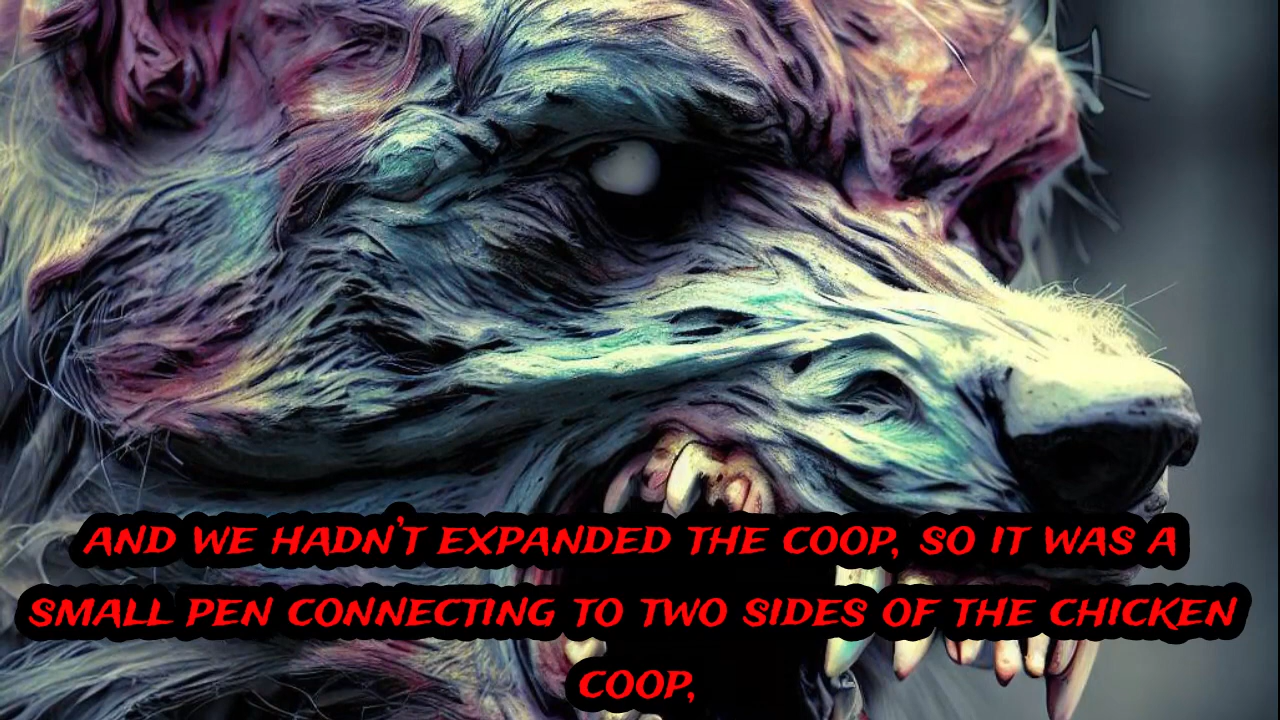 AND WE HADN'T EXPANDED THE COOP, SO IT WAS A
SMALL PEN CONNECTING TO TWO SIDES OF THE CHICKEN
COOP,